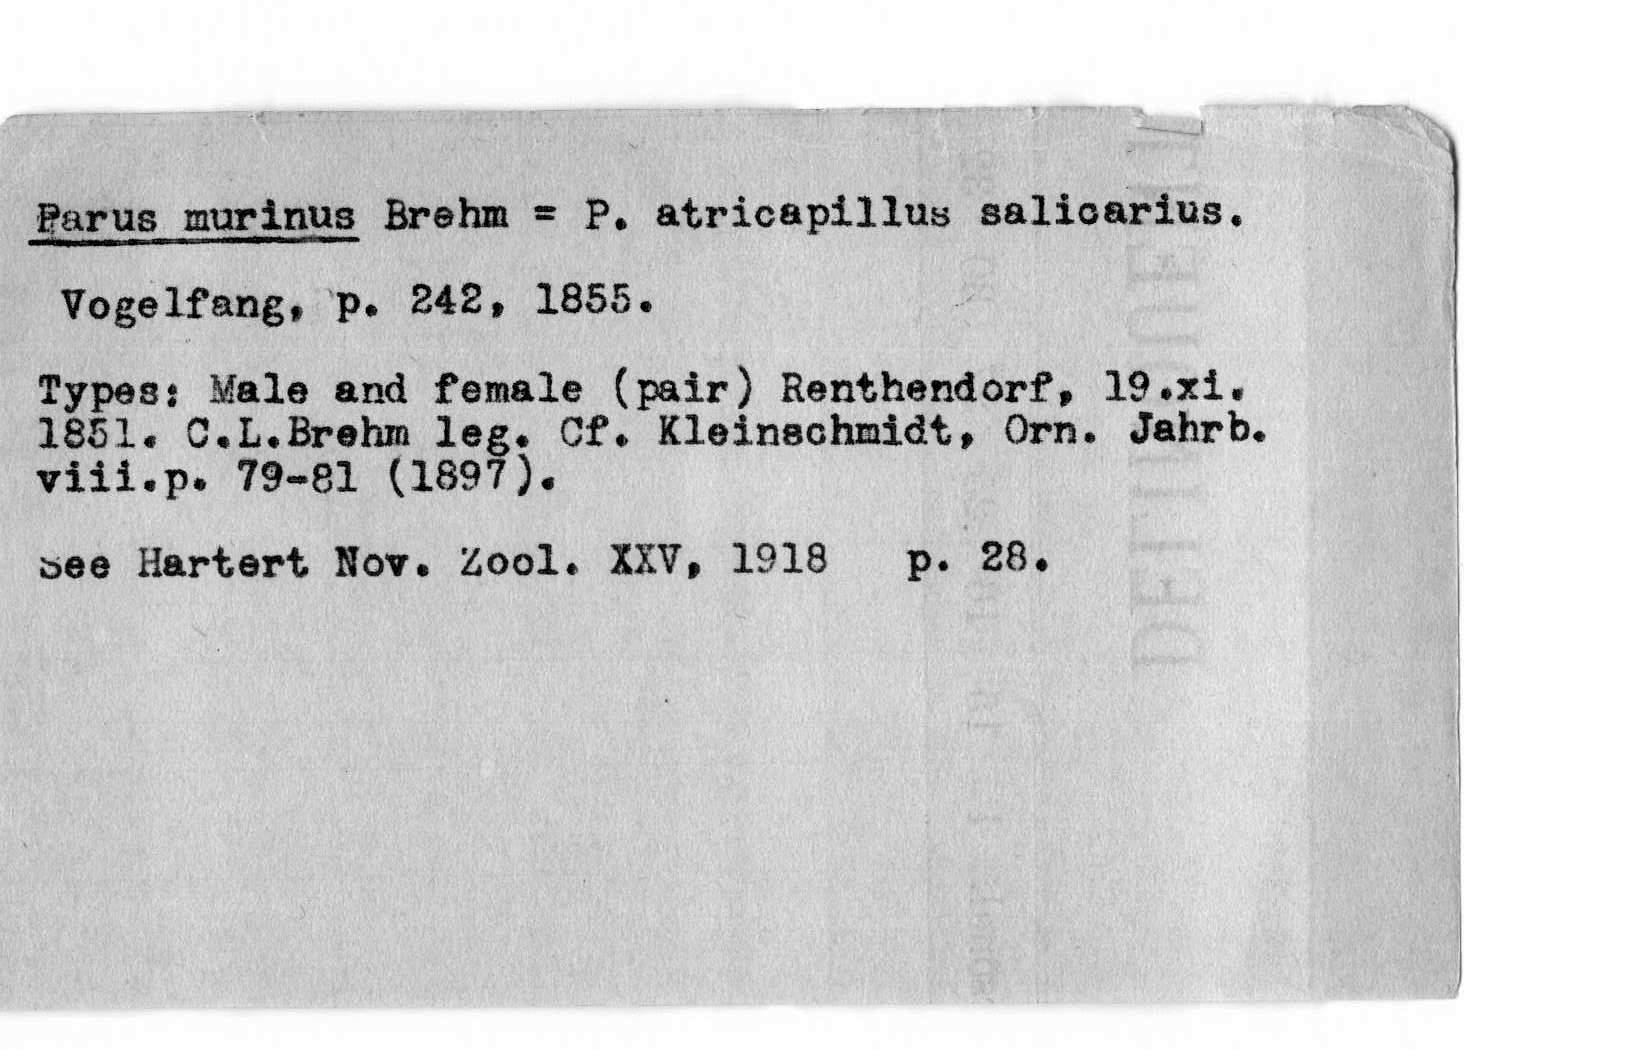 Parus murinus Brehm = P. atricapillus salicarius.
Vogelfang, p. 242, 1855.
Types: Male and female (pair) Renthendorf, 19.xi.
1851. C.L.Brehm leg. Cf. Kleinschmidt, Orn. Jahrb.
viii.p. 79-81 (1897).
See Hartert Nov. Zool. XXV, 1918 p. 28.